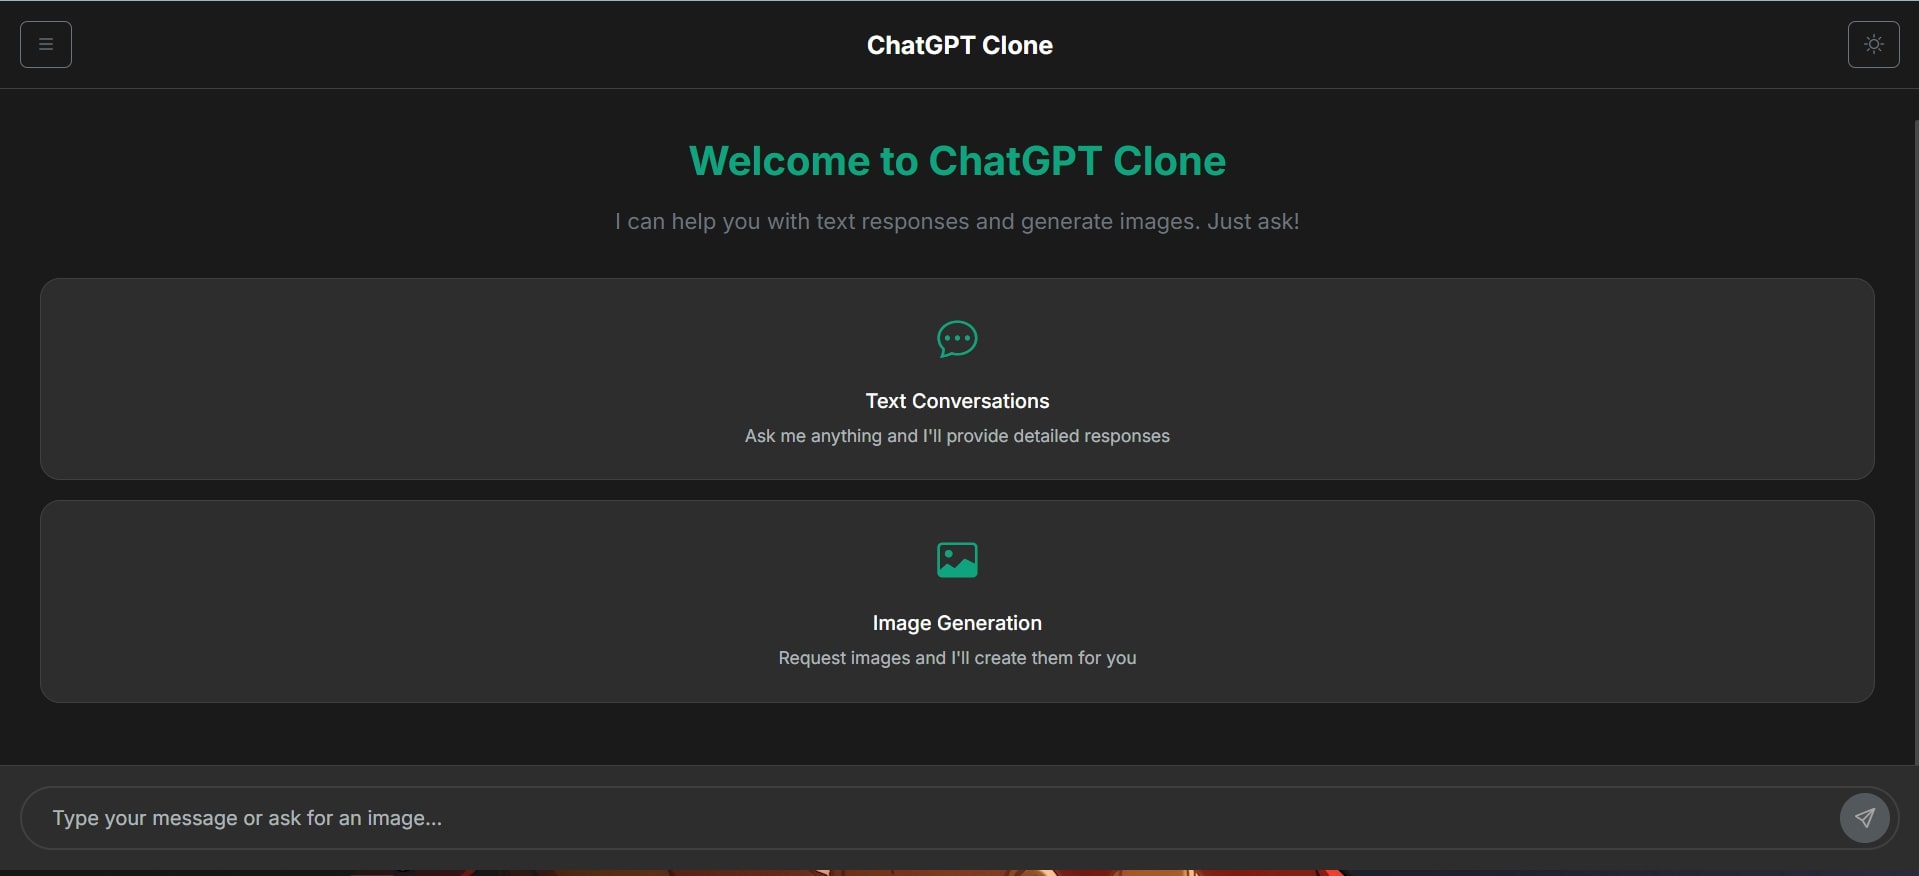 ChatGPT Clone
Welcome to ChatGPT Clone
I can help you with text responses and generate images. Just ask!
Text Conversations
Ask me anything and I'll provide detailed responses
Image Generation
Request images and I'll create them for you
Type your message or ask for an image...